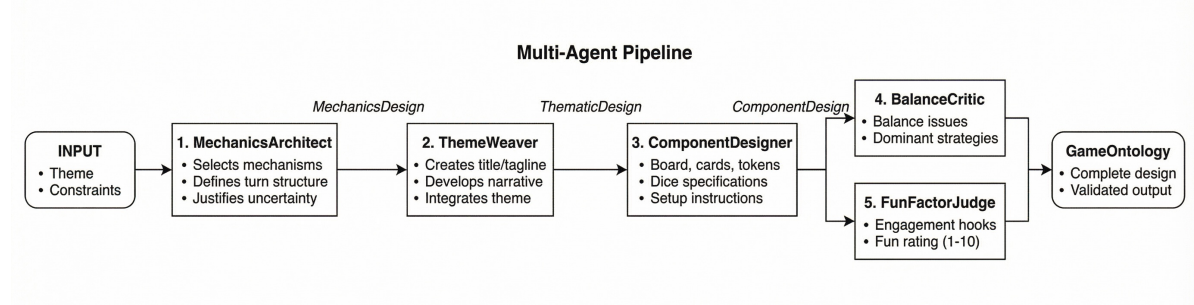 Multi-Agent Pipeline
INPUT
• Theme
• Constraints
MechanicsDesign
1. MechanicsArchitect
• Selects mechanisms
• Defines turn structure
• Justifies uncertainty
ThematicDesign
2. ThemeWeaver
• Creates title/tagline
• Develops narrative
• Integrates theme
ComponentDesign
3. ComponentDesigner
• Board, cards, tokens
• Dice specifications
• Setup instructions
4. BalanceCritic
• Balance issues
• Dominant strategies
5. FunFactorJudge
• Engagement hooks
• Fun rating (1-10)
GameOntology
• Complete design
• Validated output